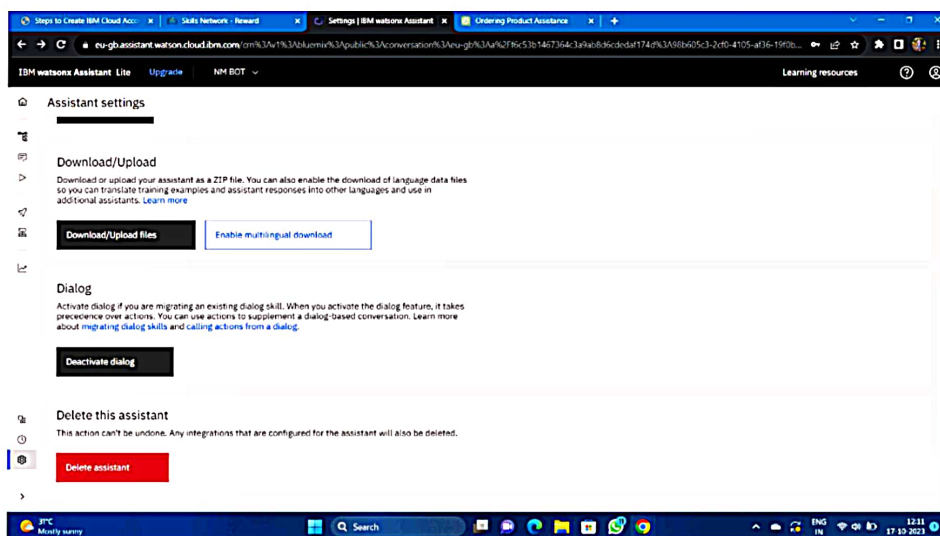 Steps to Create IBM Cloud Acco
Skills Network - Reward
Settings | IBM watsonx Assistant
Ordering Product Assistance
IBM watsonx Assistant Lite Upgrade NM BOT Learning resources
Assistant settings
Download/Upload
Download or upload your assistant as a ZIP file. You can also enable the download of language data files
so you can translate training examples and assistant responses into other languages and use in
additional assistants. Learn more
Download/Upload files Enable multilingual download
Dialog
Activate dialog if you are migrating an existing dialog skill. When you activate the dialog feature, it takes
precedence over actions. You can use actions to supplement a dialog-based conversation. Learn more
about migrating dialog skills and calling actions from a dialog.
Deactivate dialog
Delete this assistant
This action can't be undone. Any integrations that are configured for the assistant will also be deleted.
Delete assistant
31°C
Mostly sunny
Search
ENG
IN
12:11
17-10-2023